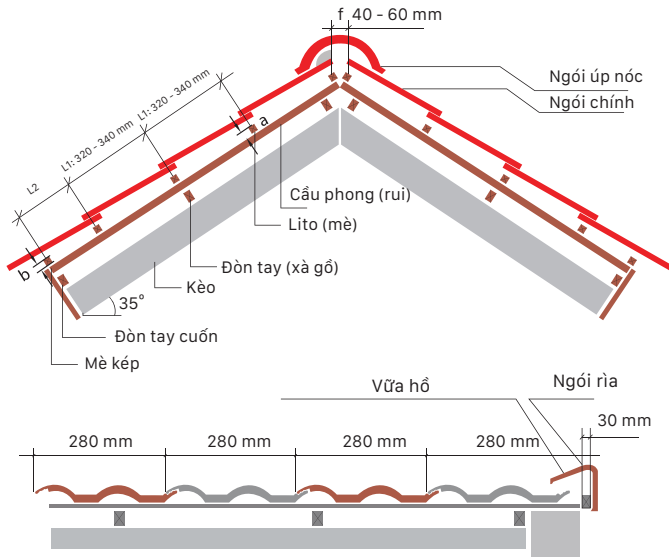 f 40 - 60 mm
Ngói úp nóc
Ngói chính
L1: 320 - 340 mm
L1: 320 - 340 mm
L2
a
b
Cầu phong (rui)
Lito (mè)
Đòn tay (xà gồ)
Kèo
35°
Đòn tay cuốn
Mè kép
Vữa hồ
Ngói rìa
30 mm
280 mm
280 mm
280 mm
280 mm